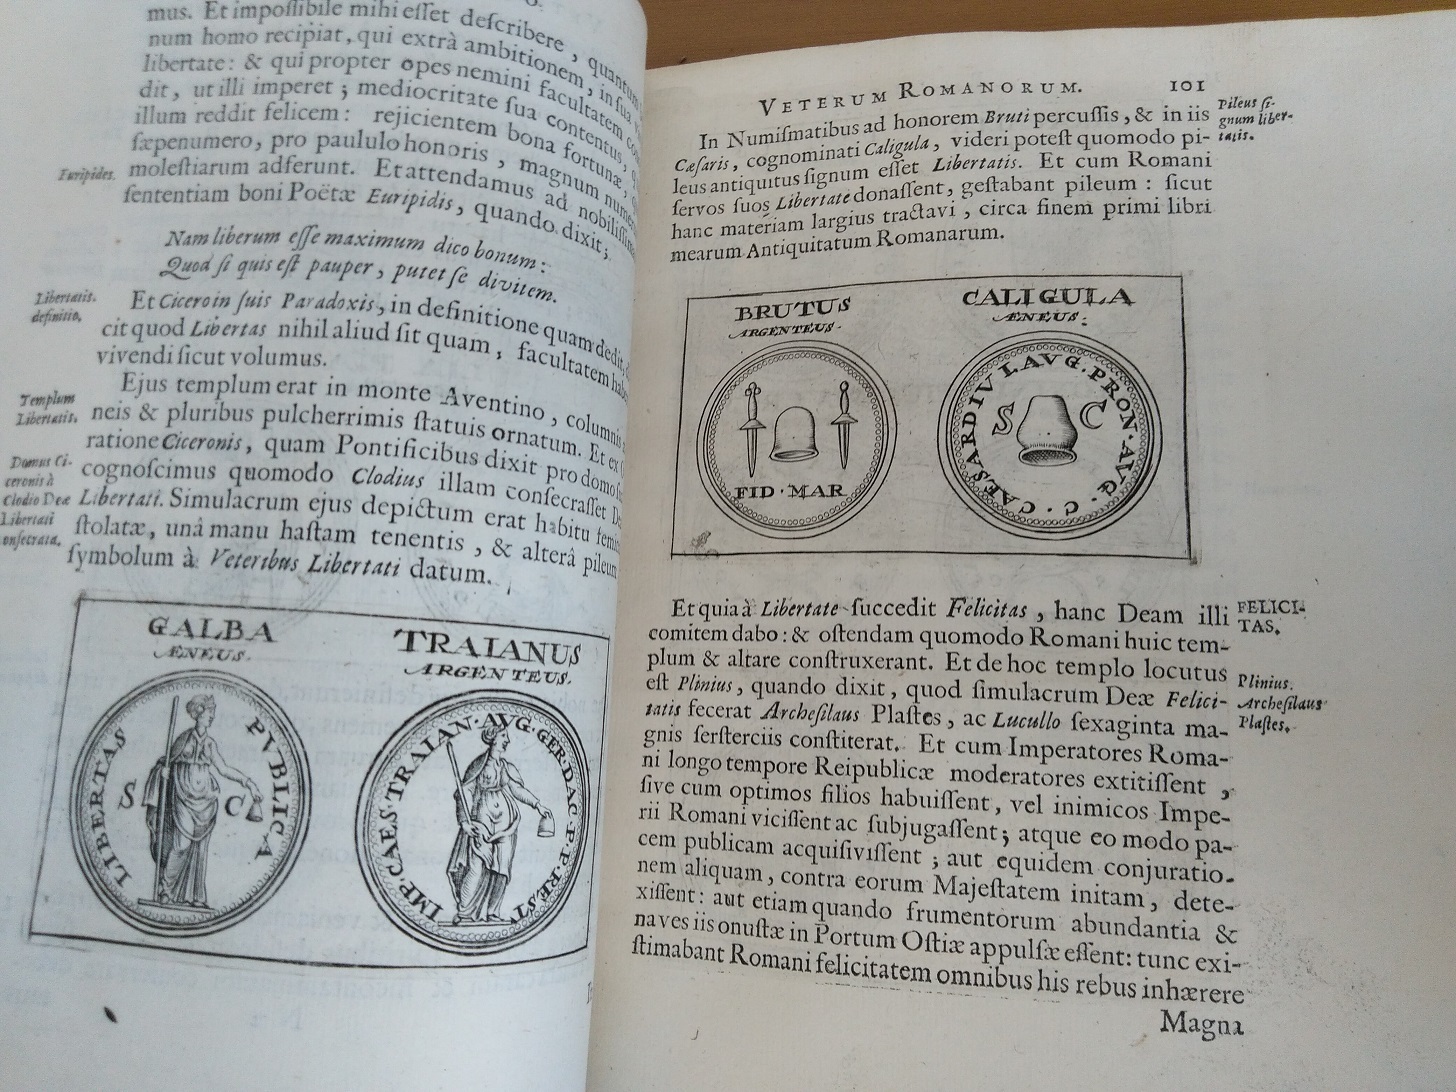 mus. Et impoſſibile mihi eſſet deſcribere, quantum
num homo recipiat, qui extrà ambitionem, in ſua
libertate: & qui propter opes nemini facultatem
dit, ut illi imperet; mediocritate ſua contentus,
illum reddit felicem: rejicientem bona fortunæ,
ſæpenumero, pro paululo honoris, magnum
moleſtiarum adferunt. Et attendamus ad nobiliſſi
Euripides.
ſententiam boni Poëtæ Euripidis, quando dixit;
Nam liberum eſſe maximum dico bonum:
Quod ſi quis eſt pauper, putet ſe divitem.
Libertatis.
definitio,
Et Cicero in ſuis Paradoxis, in definitione quam dedit,
cit quod Libertas nihil aliud ſit quam, facultatem
vivendi ſicut volumus.
Ejus templum erat in monte Aventino, columnis
Templum
Libertatis.
neis & pluribus pulcherrimis ſtatuis ornatum. Et ex
ratione Ciceronis, quam Pontificibus dixit pro domo
Domus Ci-
ceronis à
Clodio Deæ
Libertati
onſecrata.
cognoſcimus quomodo Clodius illam conſecraſſet
Libertati. Simulacrum ejus depictum erat habitu
ſtolatæ, unâ manu haſtam tenentis, & alterâ pileum
ſymbolum à Veteribus Libertati datum.
GALBA
ÆNEUS.
LIBERTAS PVBLICA
S C
TRAIANUS
ARGENTEUS.
IMP. CAES. TRAIAN. AVG. GER. DAC. P. P. REST
VETERUM ROMANORUM. 101
In Numiſmatibus ad honorem Bruti percuſſis, & in iis
Cæſaris, cognominati Caligula, videri poteſt quomodo pi-
leus antiquitus ſignum eſſet Libertatis. Et cum Romani
ſervos ſuos Libertate donaſſent, geſtabant pileum: ſicut
hanc materiam largius tractavi, circa finem primi libri
mearum Antiquitatum Romanarum.
Pileus ſi-
gnum liber-
tatis.
BRUTUS
ARGENTEUS.
FID · MAR
CALIGULA
ÆNEUS.
C. CAESAR DIVI. AVG. PRON. AVG. C. C.
S C
Et quia à Libertate ſuccedit Felicitas, hanc Deam illi
comitem dabo: & oſtendam quomodo Romani huic tem-
plum & altare conſtruxerant. Et de hoc templo locutus
eſt Plinius, quando dixit, quod ſimulacrum Deæ Felici-
tatis fecerat Archeſilaus Plaſtes, ac Lucullo ſexaginta ma-
gnis ſerſterciis conſtiterat. Et cum Imperatores Roma-
ni longo tempore Reipublicæ moderatores extitiſſent,
ſive cum optimos filios habuiſſent, vel inimicos Impe-
rii Romani viciſſent ac ſubjugaſſent; atque eo modo pa-
cem publicam acquiſiviſſent; aut equidem conjuratio-
nem aliquam, contra eorum Majeſtatem initam, dete-
xiſſent: aut etiam quando frumentorum abundantia &
naves iis onuſtæ in Portum Oſtiæ appulſæ eſſent: tunc exi-
ſtimabant Romani felicitatem omnibus his rebus inhærere
Magna
FELICI-
TAS.
Plinius.
Archeſilaus
Plaſtes.